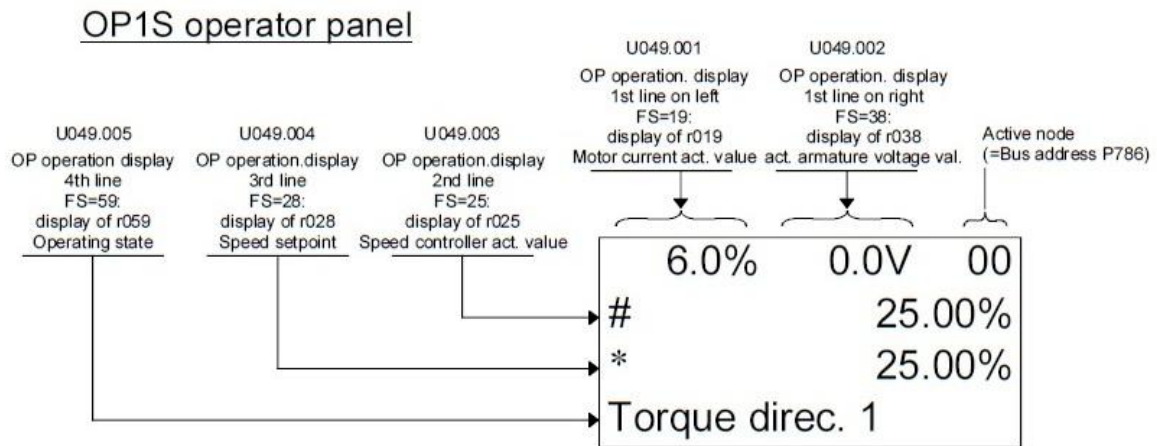 OP1S operator panel
U049.001
OP operation. display
1st line on left
FS=19:
display of r019
Motor current act. value
U049.002
OP operation. display
1st line on right
FS=38:
display of r038
act. armature voltage val.
Active node
(=Bus address P786)
U049.005
OP operation display
4th line
FS=59:
display of r059
Operating state
U049.004
OP operation.display
3rd line
FS=28:
display of r028
Speed setpoint
U049.003
OP operation.display
2nd line
FS=25:
display of r025
Speed controller act. value
6.0% 0.0V 00
# 25.00%
* 25.00%
Torque direc. 1